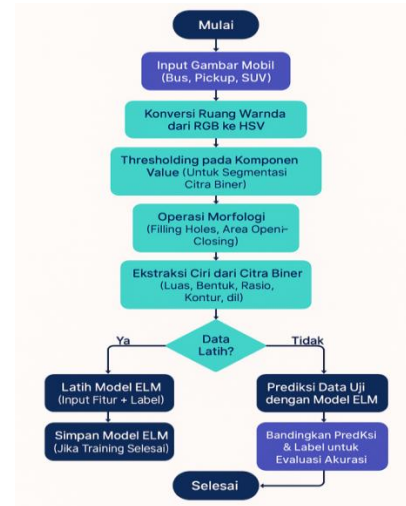 Mulai
Input Gambar Mobil
(Bus, Pickup, SUV)
Konversi Ruang Warnda
dari RGB ke HSV
Thresholding pada Komponen
Value (Untuk Segmentasi
Citra Biner)
Operasi Morfologi
(Filling Holes, Area Openi-
Closing)
Ekstraksi Ciri dari Citra Biner
(Luas, Bentuk, Rasio,
Kontur, dil)
Data
Latih?
Ya
Tidak
Latih Model ELM
(Input Fitur + Label)
Prediksi Data Uji
dengan Model ELM
Simpan Model ELM
(Jika Training Selesai)
Bandingkan PredKsi
& Label untuk
Evaluasi Akurasi
Selesai